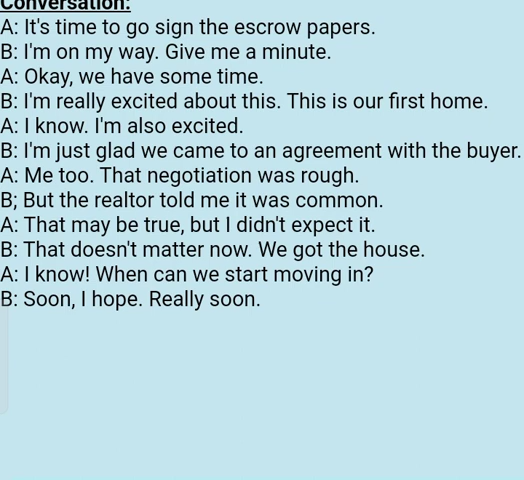 Conversation:
A: It's time to go sign the escrow papers.
B: I'm on my way. Give me a minute.
A: Okay, we have some time.
B: I'm really excited about this. This is our first home.
A: I know. I'm also excited.
B: I'm just glad we came to an agreement with the buyer.
A: Me too. That negotiation was rough.
B; But the realtor told me it was common.
A: That may be true, but I didn't expect it.
B: That doesn't matter now. We got the house.
A: I know! When can we start moving in?
B: Soon, I hope. Really soon.